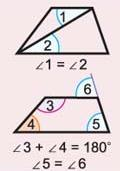 1
2
∠1 = ∠2
6
3
4
5
∠3 + ∠4 = 180°
∠5 = ∠6